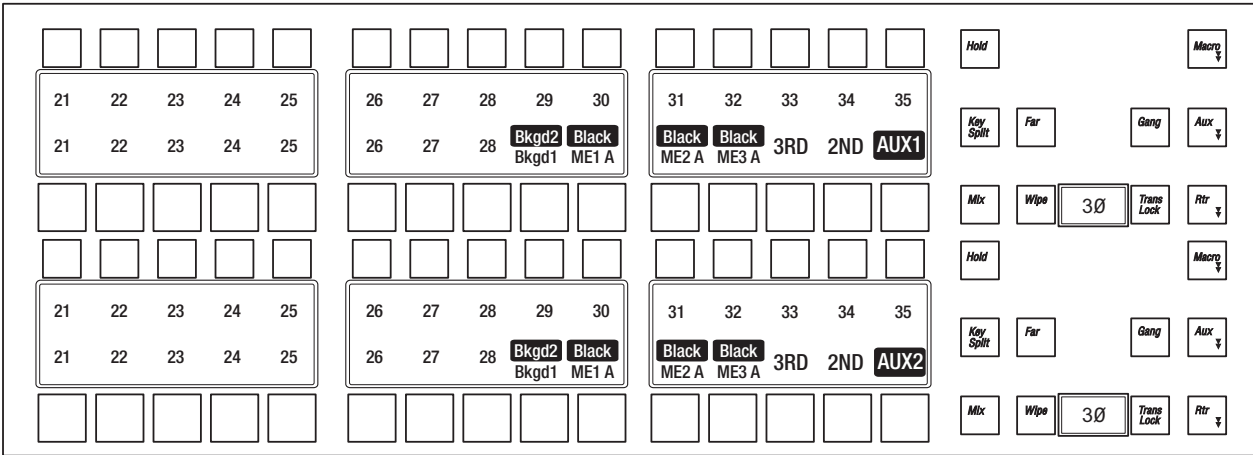 Hold Macro
21 22 23 24 25 26 27 28 29 30 31 32 33 34 35
Key Split Far Gang Aux
21 22 23 24 25 26 27 28 Bkgd2 Black Black Black 3RD 2ND AUX1
Bkgd1 ME1 A ME2 A ME3 A
Mix Wipe 3Ø Trans Lock Rtr
Hold Macro
21 22 23 24 25 26 27 28 29 30 31 32 33 34 35
Key Split Far Gang Aux
21 22 23 24 25 26 27 28 Bkgd2 Black Black Black 3RD 2ND AUX2
Bkgd1 ME1 A ME2 A ME3 A
Mix Wipe 3Ø Trans Lock Rtr